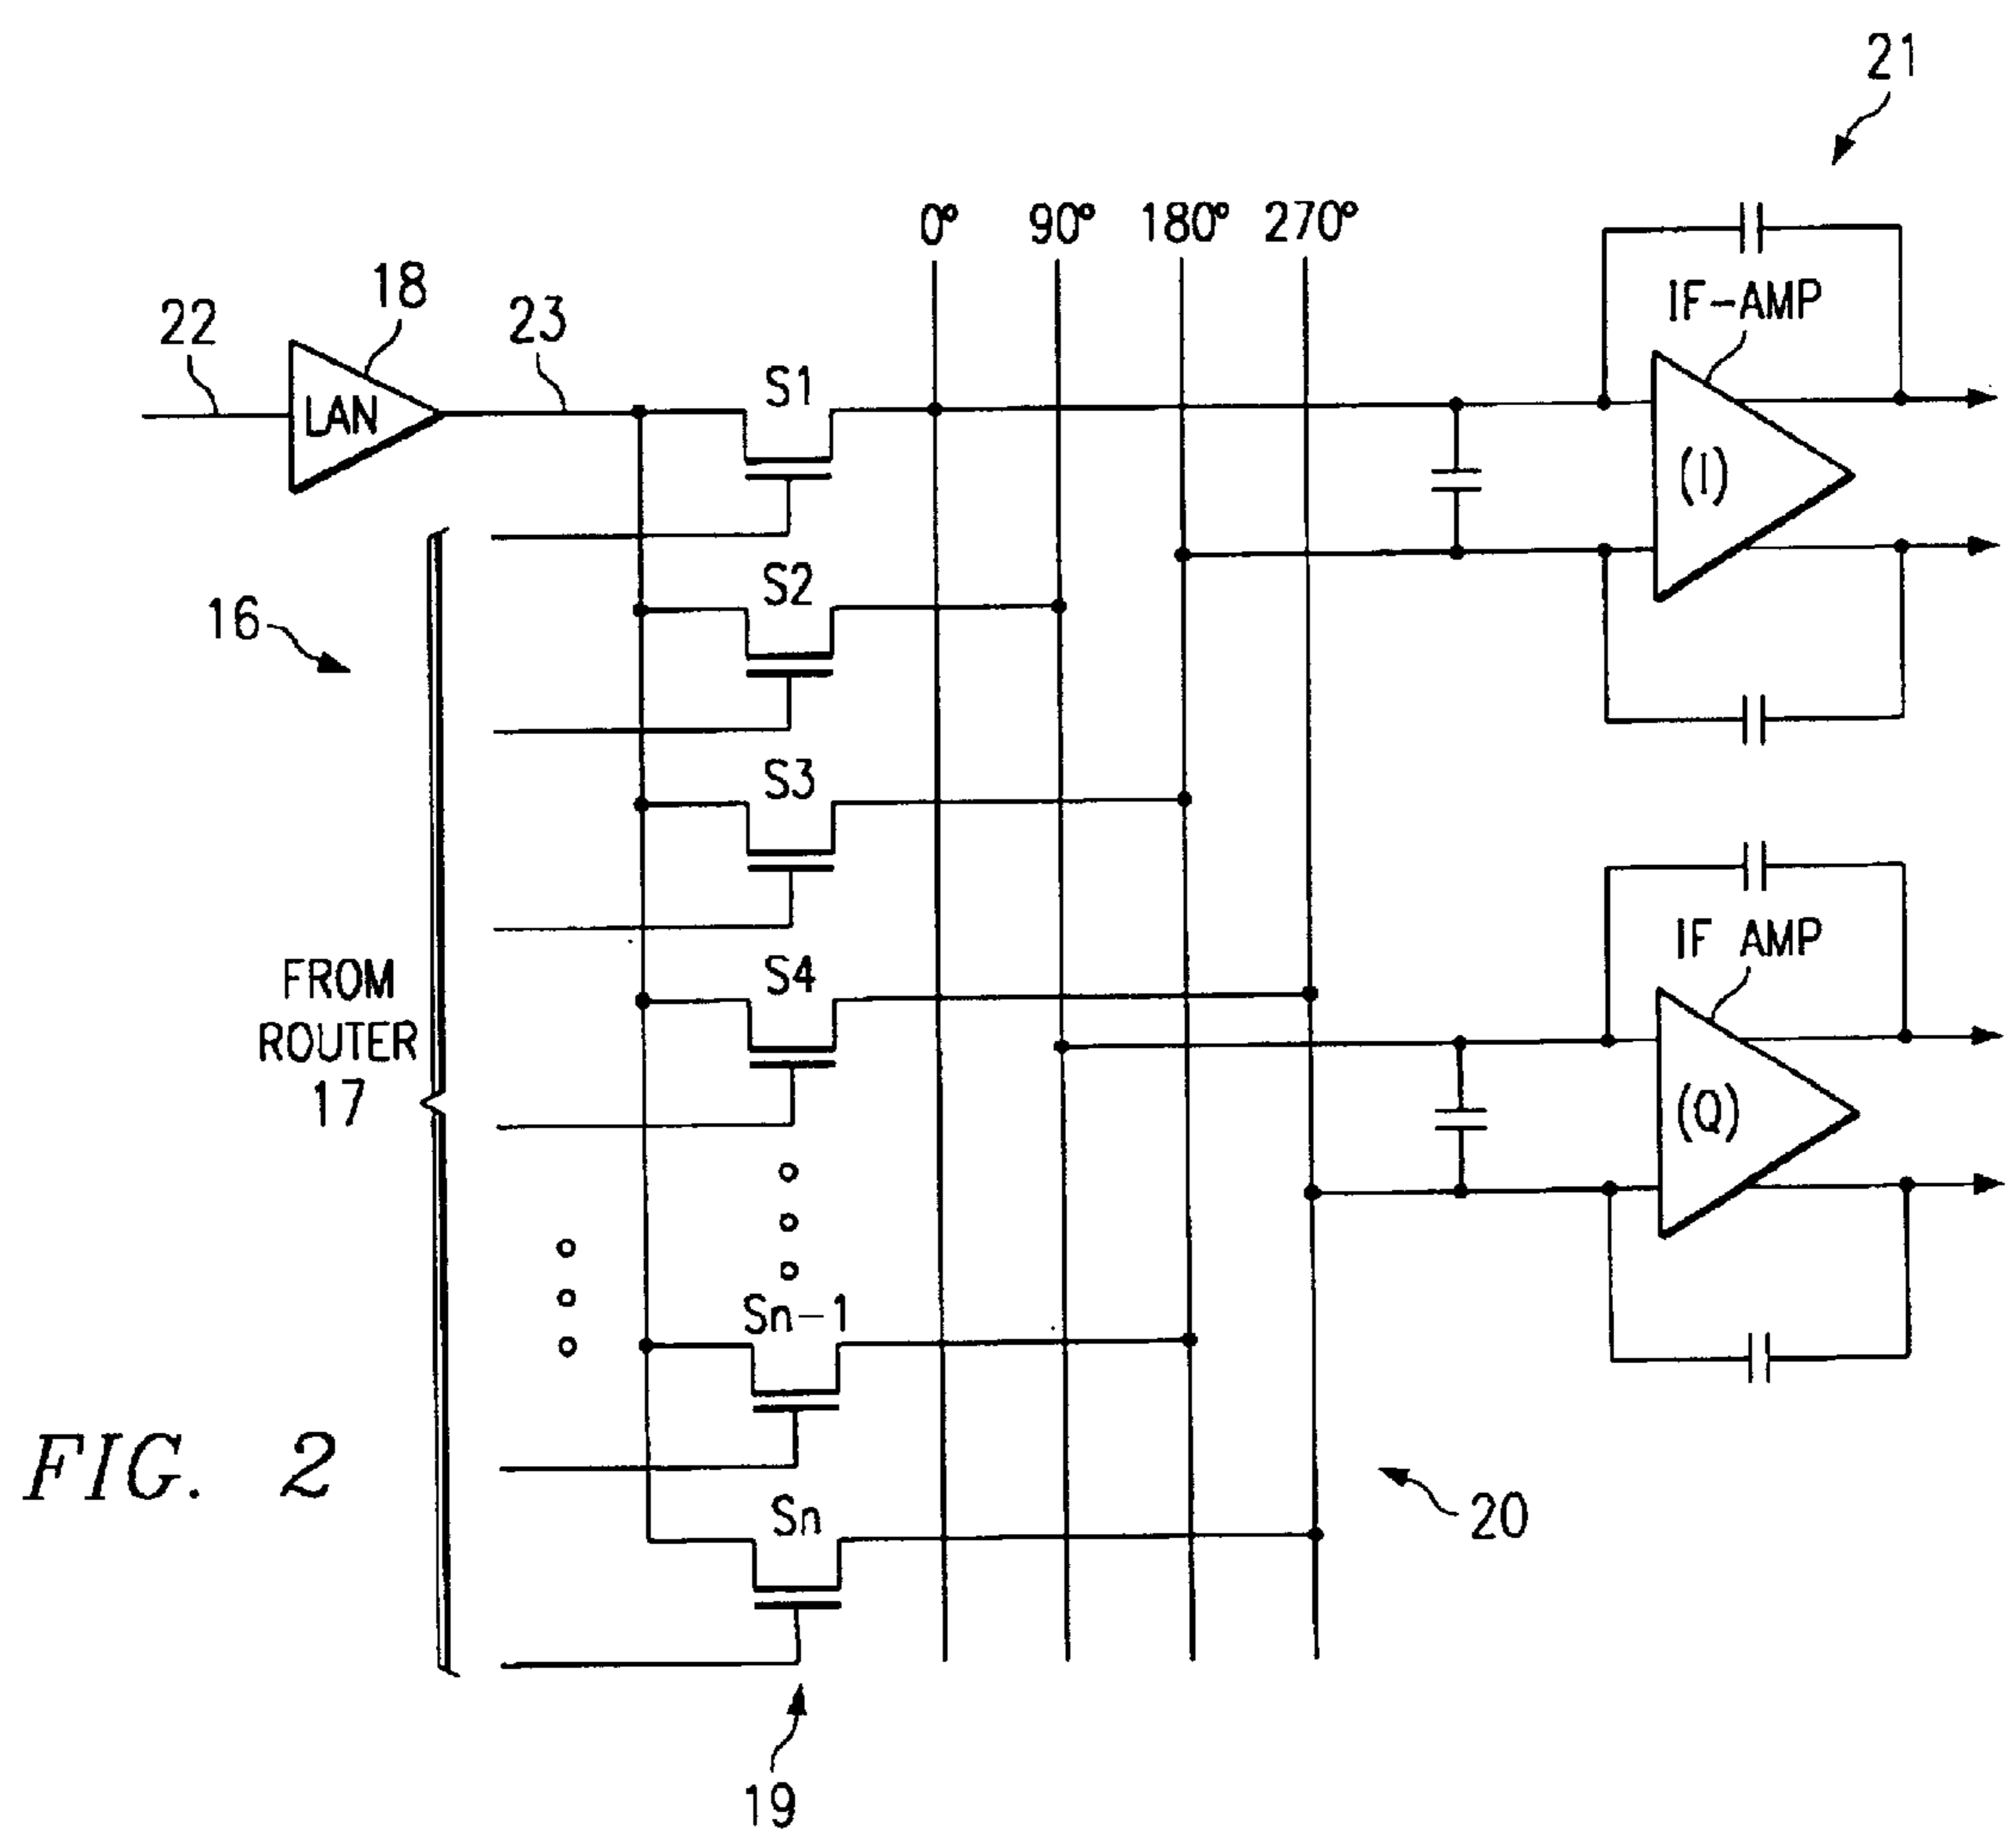 21
0° 90° 180° 270°
IF-AMP
18
22
23
LAN
S1
(I)
S2
16
S3
IF AMP
S4
FROM
ROUTER
17
(Q)
Sn-1
FIG. 2
Sn
20
19